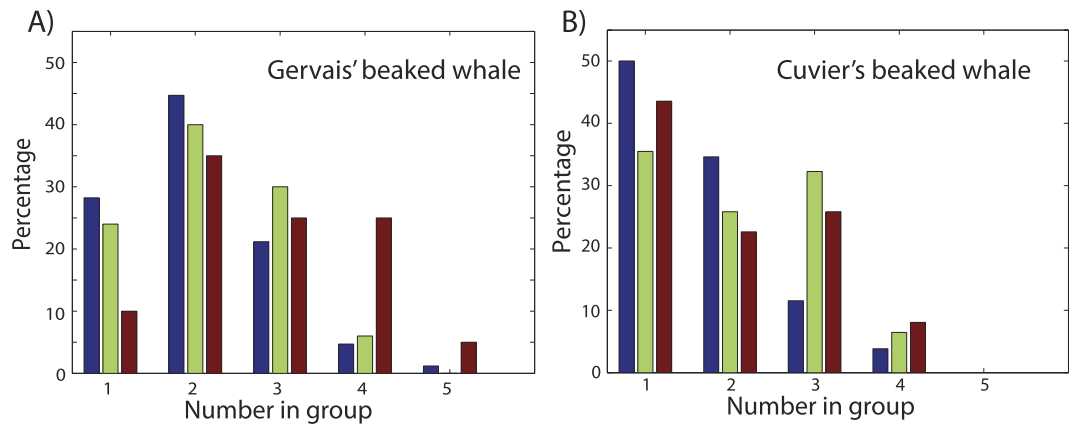 A)
Gervais’ beaked whale
Percentage
50
40
30
20
10
0
1 2 3 4 5
Number in group
B)
Cuvier’s beaked whale
Percentage
50
40
30
20
10
0
1 2 3 4 5
Number in group